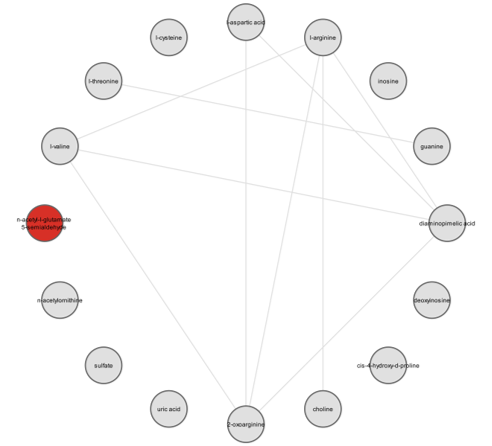 l-aspartic acid
l-cysteine
l-arginine
l-threonine
inosine
l-valine
guanine
n-acetyl-l-glutamate
5-semialdehyde
diaminopimelic acid
n-acetylornithine
deoxyinosine
sulfate
cis-4-hydroxy-d-proline
uric acid
choline
2-oxoarginine